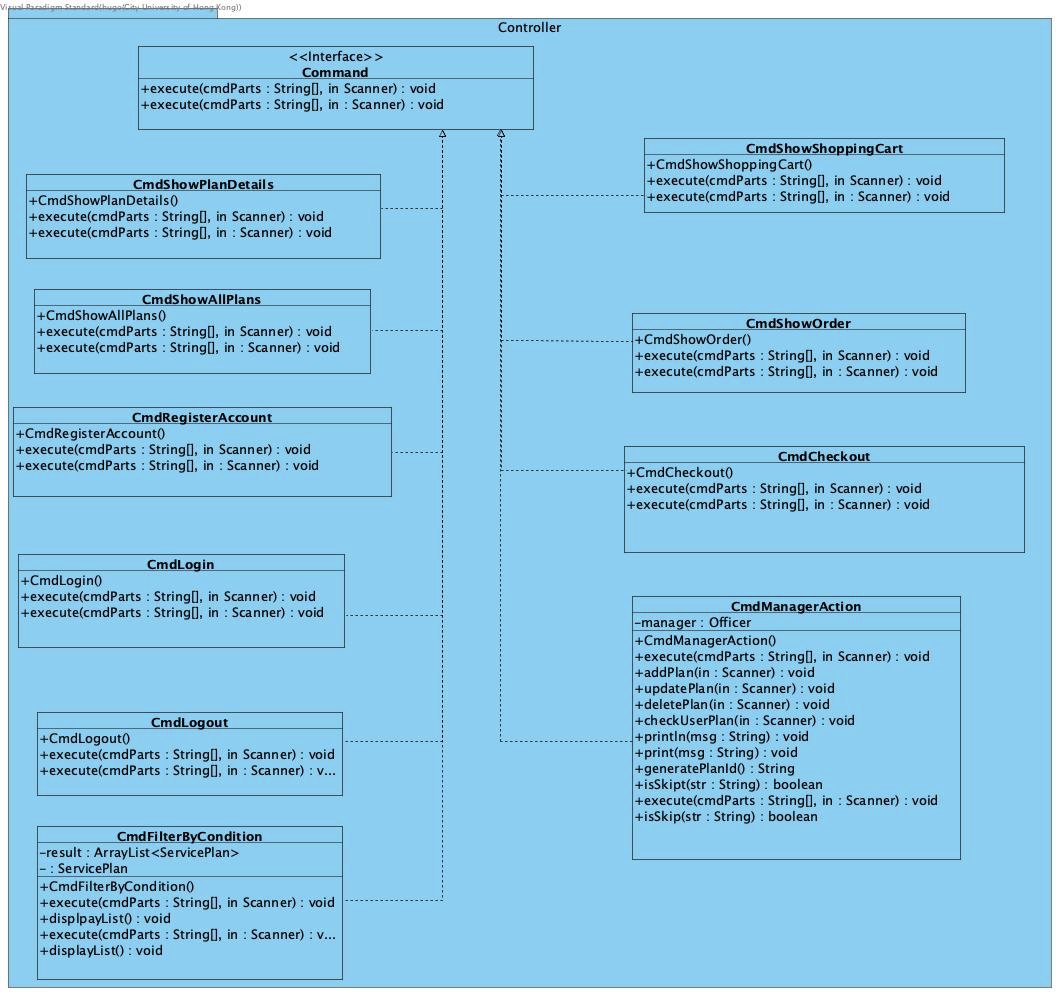 Visual Paradigm Standard(hugo(City University of Hong Kong))
Controller
<<Interface>>
Command
+execute(cmdParts : String[], in Scanner) : void
+execute(cmdParts : String[], in : Scanner) : void
CmdShowPlanDetails
+CmdShowPlanDetails()
+execute(cmdParts : String[], in Scanner) : void
+execute(cmdParts : String[], in : Scanner) : void
CmdShowAllPlans
+CmdShowAllPlans()
+execute(cmdParts : String[], in Scanner) : void
+execute(cmdParts : String[], in : Scanner) : void
CmdRegisterAccount
+CmdRegisterAccount()
+execute(cmdParts : String[], in Scanner) : void
+execute(cmdParts : String[], in : Scanner) : void
CmdLogin
+CmdLogin()
+execute(cmdParts : String[], in Scanner) : void
+execute(cmdParts : String[], in : Scanner) : void
CmdLogout
+CmdLogout()
+execute(cmdParts : String[], in Scanner) : void
+execute(cmdParts : String[], in : Scanner) : v...
CmdFilterByCondition
-result : ArrayList<ServicePlan>
- : ServicePlan
+CmdFilterByCondition()
+execute(cmdParts : String[], in Scanner) : void
+displpayList() : void
+execute(cmdParts : String[], in : Scanner) : v...
+displayList() : void
CmdShowShoppingCart
+CmdShowShoppingCart()
+execute(cmdParts : String[], in Scanner) : void
+execute(cmdParts : String[], in : Scanner) : void
CmdShowOrder
+CmdShowOrder()
+execute(cmdParts : String[], in Scanner) : void
+execute(cmdParts : String[], in : Scanner) : void
CmdCheckout
+CmdCheckout()
+execute(cmdParts : String[], in Scanner) : void
+execute(cmdParts : String[], in : Scanner) : void
CmdManagerAction
-manager : Officer
+CmdManagerAction()
+execute(cmdParts : String[], in Scanner) : void
+addPlan(in : Scanner) : void
+updatePlan(in : Scanner) : void
+deletePlan(in : Scanner) : void
+checkUserPlan(in : Scanner) : void
+println(msg : String) : void
+print(msg : String) : void
+generatePlanId() : String
+isSkipt(str : String) : boolean
+execute(cmdParts : String[], in : Scanner) : void
+isSkip(str : String) : boolean